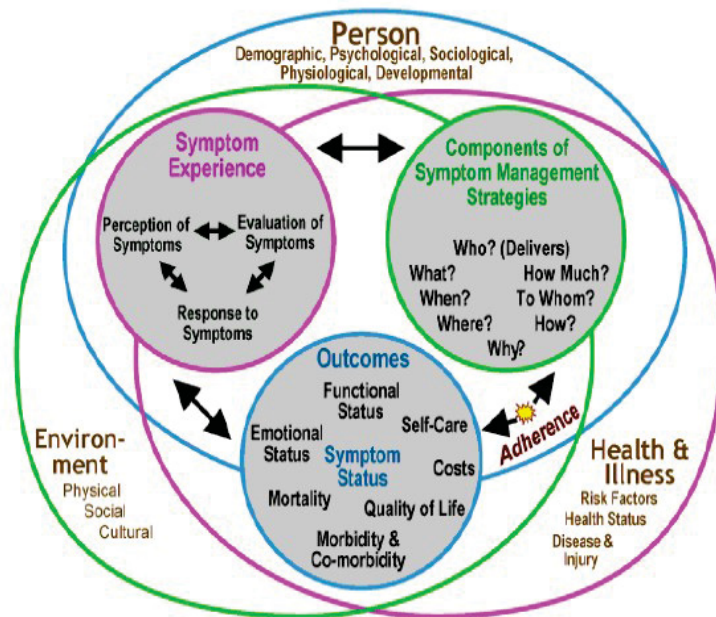 Person
Demographic, Psychological, Sociological,
Physiological, Developmental
Symptom
Experience
Perception of
Symptoms
Evaluation of
Symptoms
Response to
Symptoms
Components of
Symptom Management
Strategies
Who? (Delivers)
What?
How Much?
When?
To Whom?
Where?
How?
Why?
Outcomes
Functional
Status
Self-Care
Emotional
Status
Symptom
Status
Costs
Mortality
Quality of Life
Morbidity &
Co-morbidity
Adherence
Environ-
ment
Physical
Social
Cultural
Health &
Illness
Risk Factors
Health Status
Disease &
Injury